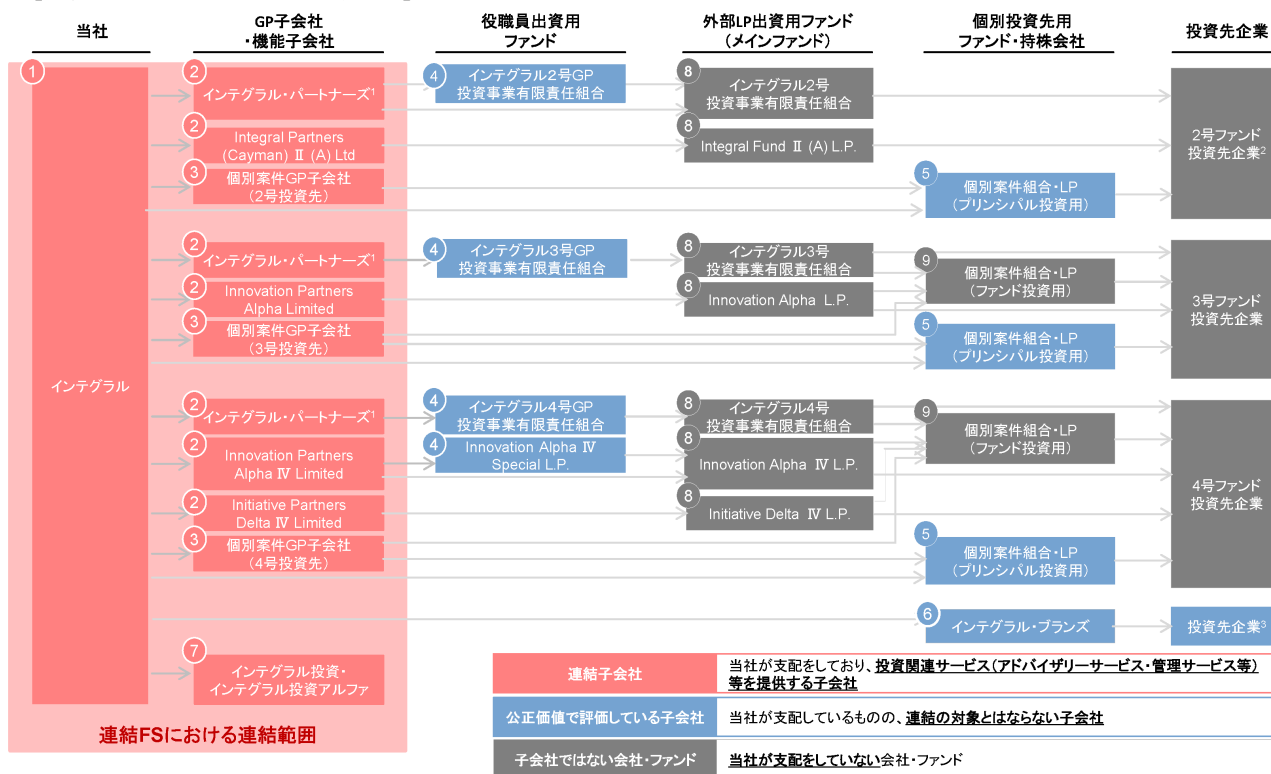 当社
GP子会社
・機能子会社
役職員出資用
ファンド
外部LP出資用ファンド
(メインファンド)
個別投資先用
ファンド・持株会社
投資先企業
1
インテグラル
2
インテグラル・パートナーズ1
4
インテグラル2号GP
投資事業有限責任組合
8
インテグラル2号
投資事業有限責任組合
2
Integral Partners
(Cayman) Ⅱ (A) Ltd
8
Integral Fund Ⅱ (A) L.P.
3
個別案件GP子会社
(2号投資先)
5
個別案件組合・LP
(プリンシパル投資用)
2号ファンド
投資先企業2
2
インテグラル・パートナーズ1
4
インテグラル3号GP
投資事業有限責任組合
8
インテグラル3号
投資事業有限責任組合
9
個別案件組合・LP
(ファンド投資用)
2
Innovation Partners
Alpha Limited
8
Innovation Alpha L.P.
3
個別案件GP子会社
(3号投資先)
5
個別案件組合・LP
(プリンシパル投資用)
3号ファンド
投資先企業
2
インテグラル・パートナーズ1
4
インテグラル4号GP
投資事業有限責任組合
8
インテグラル4号
投資事業有限責任組合
9
個別案件組合・LP
(ファンド投資用)
2
Innovation Partners
Alpha Ⅳ Limited
4
Innovation Alpha Ⅳ
Special L.P.
8
Innovation Alpha Ⅳ L.P.
2
Initiative Partners
Delta Ⅳ Limited
8
Initiative Delta Ⅳ L.P.
3
個別案件GP子会社
(4号投資先)
5
個別案件組合・LP
(プリンシパル投資用)
4号ファンド
投資先企業
6
インテグラル・ブランズ
投資先企業3
7
インテグラル投資・
インテグラル投資アルファ
連結FSにおける連結範囲
連結子会社
当社が支配をしており、投資関連サービス(アドバイザリーサービス・管理サービス等)
等を提供する子会社
公正価値で評価している子会社
当社が支配しているものの、連結の対象とはならない子会社
子会社ではない会社・ファンド
当社が支配をしていない会社・ファンド